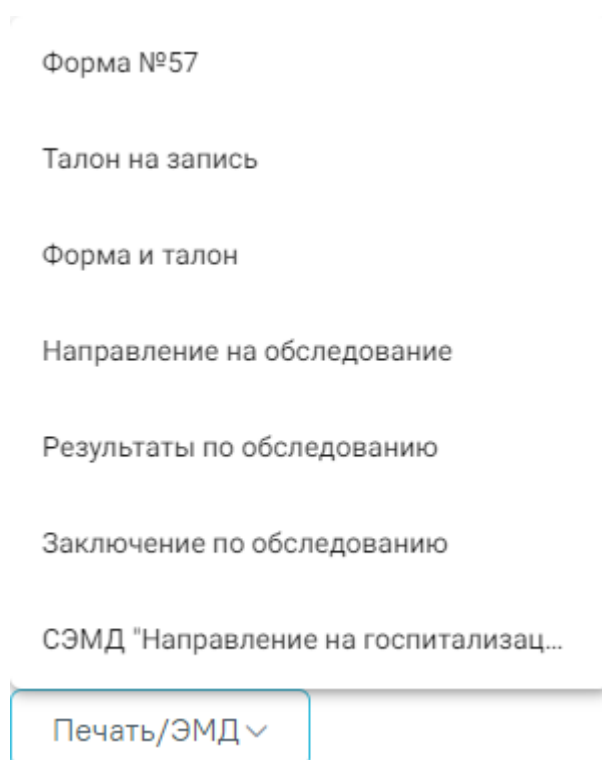 Форма №57
Талон на запись
Форма и талон
Направление на обследование
Результаты по обследованию
Заключение по обследованию
СЭМД "Направление на госпитализац...
Печать/ЭМД